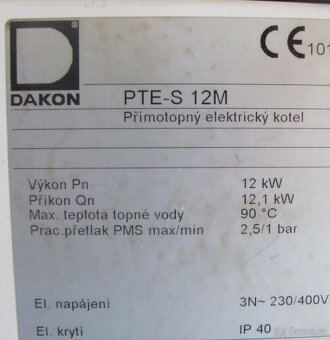 DAKON
CE 101
PTE-S 12M
Přímotopný elektrický kotel
Výkon Pn 12 kW
Příkon Qn 12,1 kW
Max. teplota topné vody 90 °C
Prac.přetlak PMS max/min 2,5/1 bar
El. napájení 3N~ 230/400V
El. krytí IP 40